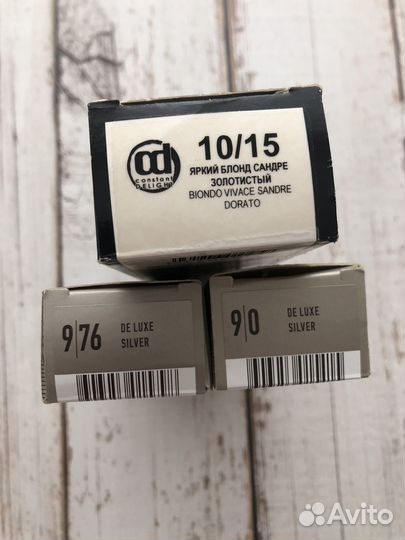 10/15
ЯРКИЙ БЛОНД САНДРЕ
ЗОЛОТИСТЫЙ
BIONDO VIVACE SANDRE
DORATO
cd
constant
DELIGHT
9/76
DE LUXE
SILVER
9/0
DE LUXE
SILVER
Avito